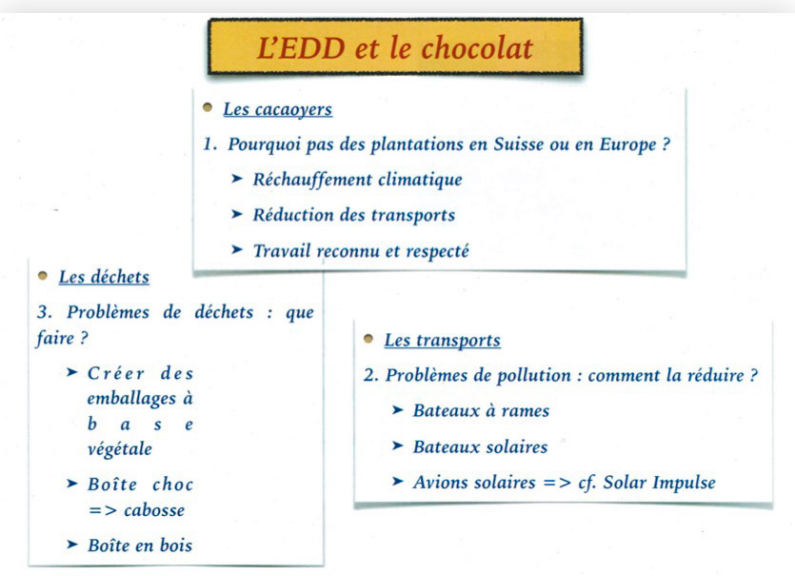 L'EDD et le chocolat
• Les cacaoyers
1. Pourquoi pas des plantations en Suisse ou en Europe ?
➤ Réchauffement climatique
➤ Réduction des transports
➤ Travail reconnu et respecté
• Les déchets
3. Problèmes de déchets : que
faire ?
➤ Créer des
emballages à
base
végétale
➤ Boîte choc
=> cabosse
➤ Boîte en bois
• Les transports
2. Problèmes de pollution : comment la réduire ?
➤ Bateaux à rames
➤ Bateaux solaires
➤ Avions solaires => cf. Solar Impulse